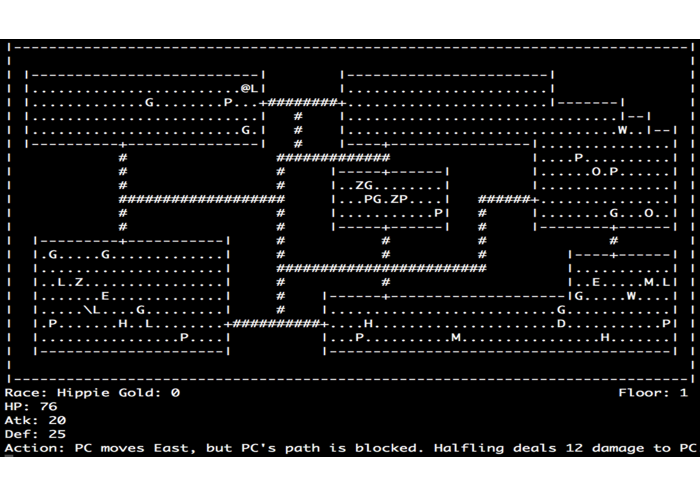 |-----------------------------------------------------------------------------|
|                                                                             |
| |--------------------------|        |-----------------------|               |
| |........................@L|        |.......................|               |
| |.............G........P...+########+.......................|-------|       |
| |..........................|   #    |...............................|--|    |
| |........................G.|   #    |...............................W..|--| |
| |----------+---------------|   #    |----+----------------|...............| |
|            #                 #############                |....P..........| |
|            #                 #     |-----+------|         |......O.P......| |
|            #                 #     |..ZG........|         |...............| |
|            ###################     |...PG.ZP....|   ######+...............| |
|            #                 #     |...........P|   #     |........G...O..| |
|            #                 #     |-----+------|   #     |--------+------| |
|  |---------+-----------|     #           #          #              #        |
|  |.G.....G.............|     #           #          #         |----+------| |
|  |.....................|     ########################         |...........| |
|  |..L.Z................|     #           #                    |..E.....M.L| |
|  |.......E.............|     #    |------+--------------------|G.....W....| |
|  |.....\L....G.........|     #    |..........................G............| |
|  |.P.......H..L........+##########+....H.....................D...........P| |
|  |................P....|          |...P..........M................H.......| |
|  |---------------------|          |---------------------------------------| |
|                                                                             |
|-----------------------------------------------------------------------------|
Race: Hippie Gold: 0 Floor: 1
HP: 76
Atk: 20
Def: 25
Action: PC moves East, but PC's path is blocked. Halfling deals 12 damage to PC